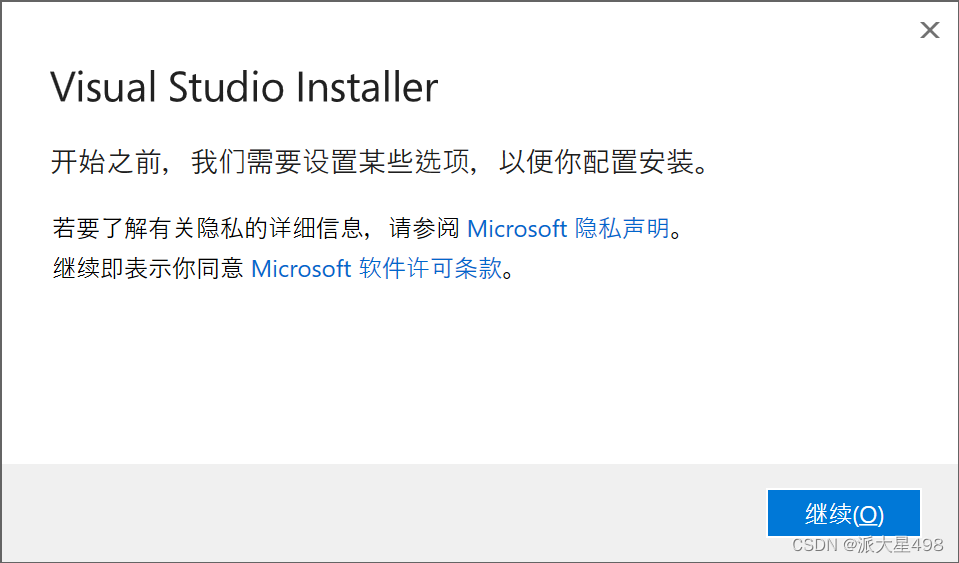 Visual Studio Installer
开始之前，我们需要设置某些选项，以便你配置安装。
若要了解有关隐私的详细信息，请参阅 Microsoft 隐私声明。
继续即表示你同意 Microsoft 软件许可条款。
继续(O)
CSDN @派大星498